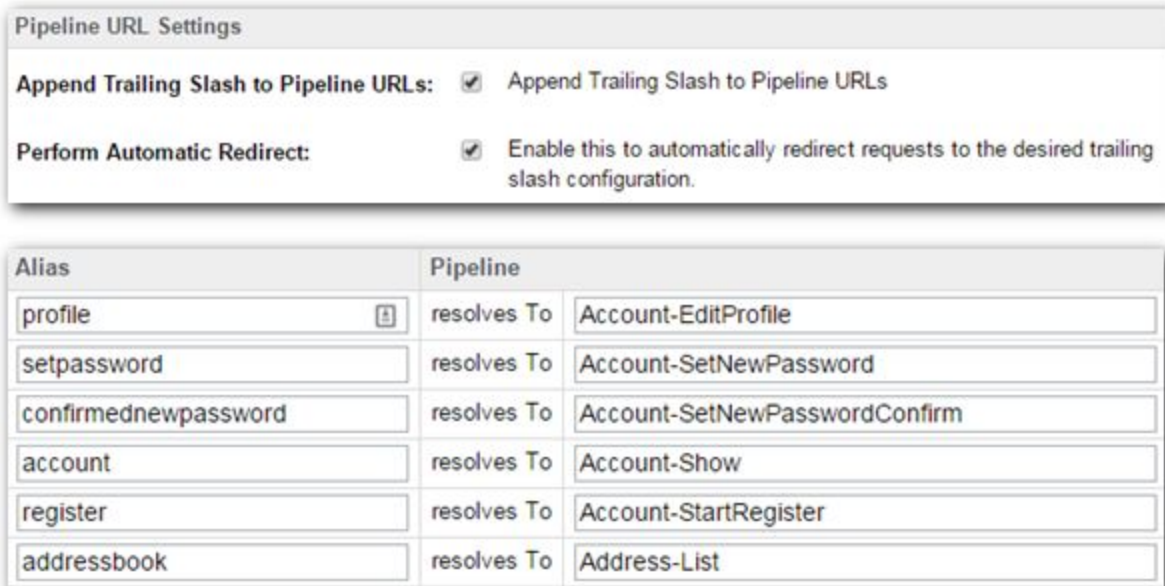 Pipeline URL Settings
Append Trailing Slash to Pipeline URLs: Append Trailing Slash to Pipeline URLs
Perform Automatic Redirect: Enable this to automatically redirect requests to the desired trailing
slash configuration.
Alias Pipeline
profile resolves To Account-EditProfile
setpassword resolves To Account-SetNewPassword
confirmednewpassword resolves To Account-SetNewPasswordConfirm
account resolves To Account-Show
register resolves To Account-StartRegister
addressbook resolves To Address-List